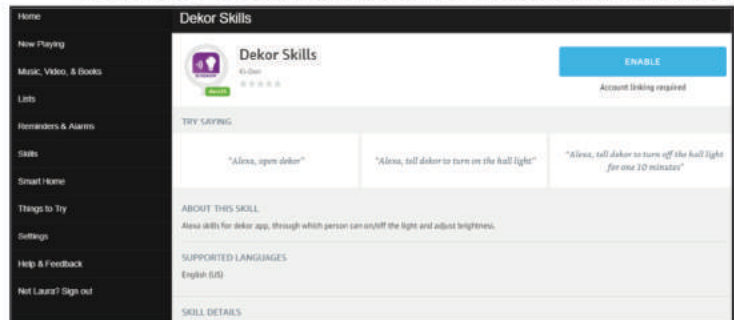 Home
Dekor Skills
Now Playing
Music, Video, & Books
Lists
Reminders & Alarms
Skills
Smart Home
Things to Try
Settings
Help & Feedback
Not Laura? Sign out
Dekor Skills
ENABLE
Account linking required
TRY SAYING
"Alexa, open dekor"
"Alexa, tell dekor to turn on the hall light"
"Alexa, tell dekor to turn off the hall light
for one 10 minutes"
ABOUT THIS SKILL
Alexa skills for dekor app, through which person can on/off the light and adjust brightness.
SUPPORTED LANGUAGES
English (US)
SKILL DETAILS